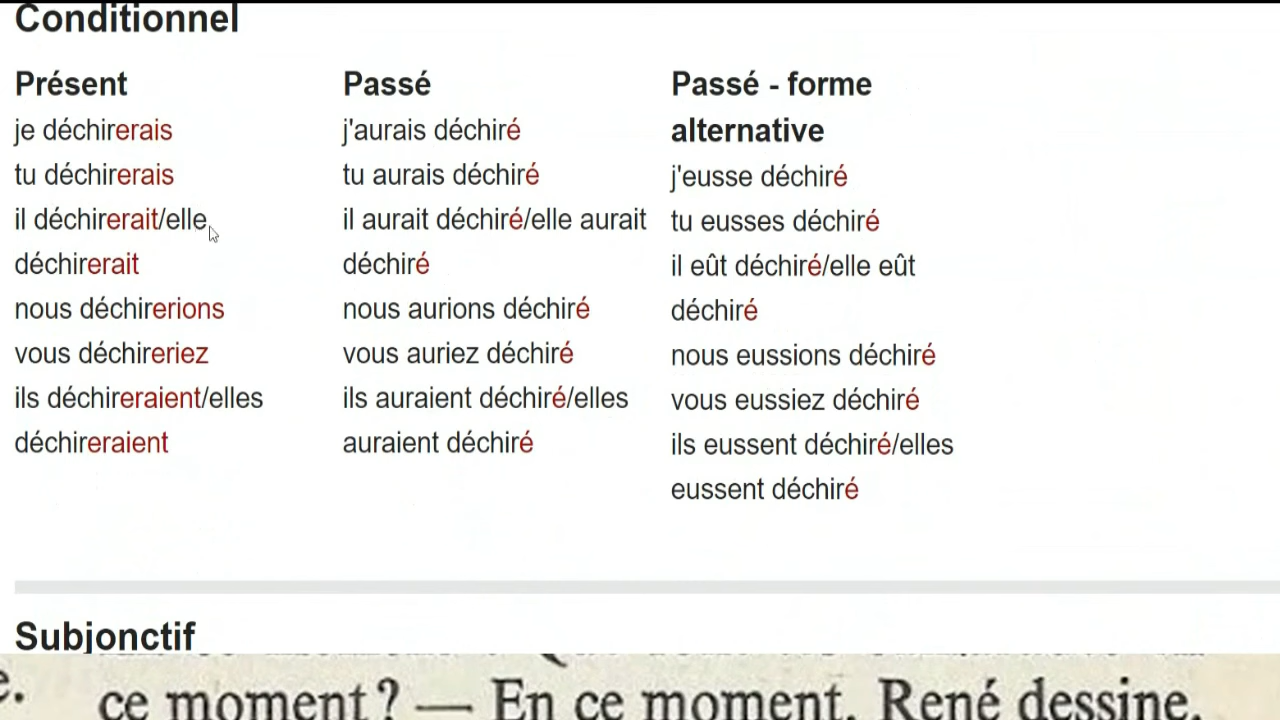 Conditionnel
Présent
je déchirerais
tu déchirerais
il déchirerait/elle
déchirerait
nous déchirerions
vous déchireriez
ils déchireraient/elles
déchireraient
Passé
j'aurais déchiré
tu aurais déchiré
il aurait déchiré/elle aurait
déchiré
nous aurions déchiré
vous auriez déchiré
ils auraient déchiré/elles
auraient déchiré
Passé - forme
alternative
j'eusse déchiré
tu eusses déchiré
il eût déchiré/elle eût
déchiré
nous eussions déchiré
vous eussiez déchiré
ils eussent déchiré/elles
eussent déchiré
Subjonctif
e. ce moment ? — En ce moment, René dessine.